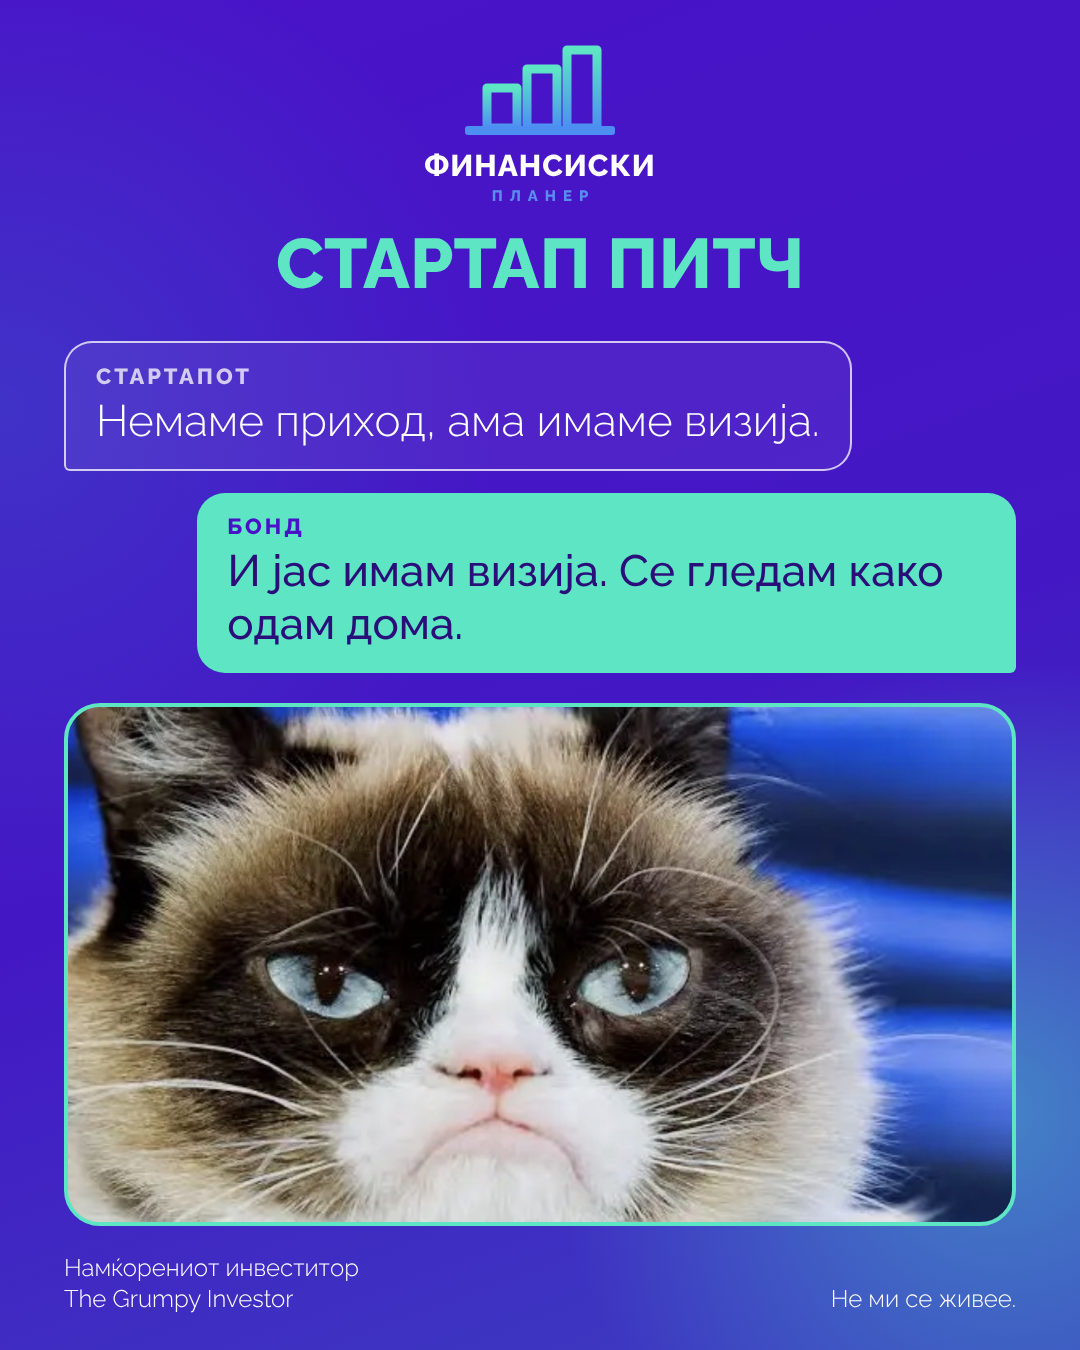 ФИНАНСИСКИ
ПЛАНЕР
СТАРТАП ПИТЧ
СТАРТАПОТ
Немаме приход, ама имаме визија.
БОНД
И јас имам визија. Се гледам како
одам дома.
Намќорениот инвеститор
The Grumpy Investor
Не ми се живее.